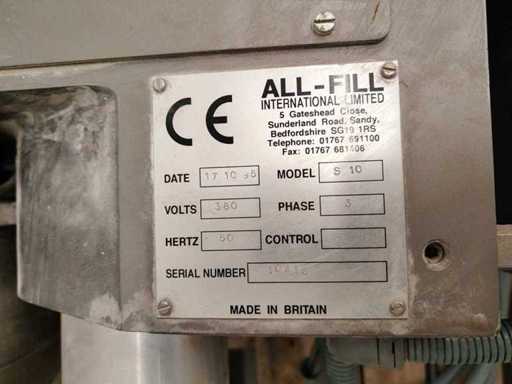 CE
ALL-FILL
INTERNATIONAL LIMITED
5 Gateshead Close,
Sunderland Road, Sandy,
Bedfordshire SG19 1RS
Telephone: 01767 691100
Fax: 01767 681406
DATE 17 10 95 MODEL S 10
VOLTS 380 PHASE 3
HERTZ 50 CONTROL
SERIAL NUMBER
MADE IN BRITAIN